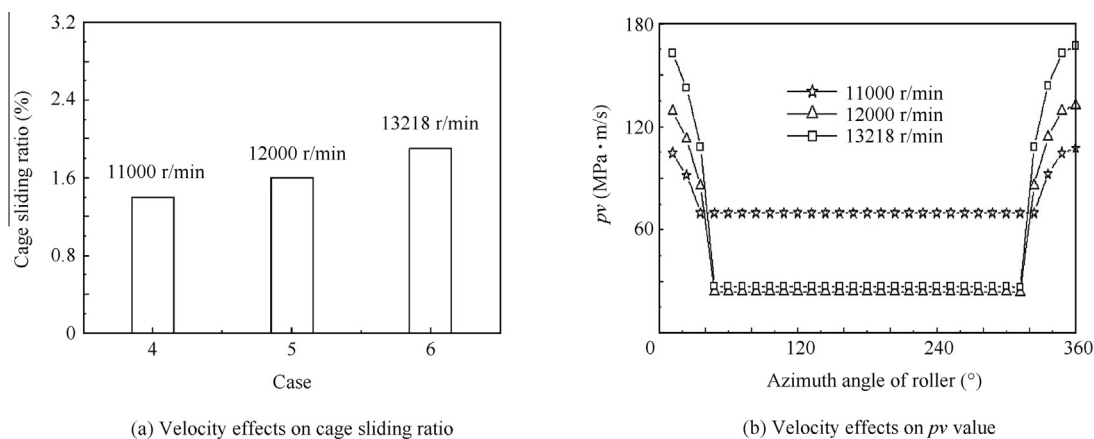 3.2
2.4
1.6
0.8
0
Cage sliding ratio (%)
11000 r/min
12000 r/min
13218 r/min
4
5
6
Case
(a) Velocity effects on cage sliding ratio
180
120
60
pv (MPa·m/s)
11000 r/min
12000 r/min
13218 r/min
0
120
240
360
Azimuth angle of roller (°)
(b) Velocity effects on pv value